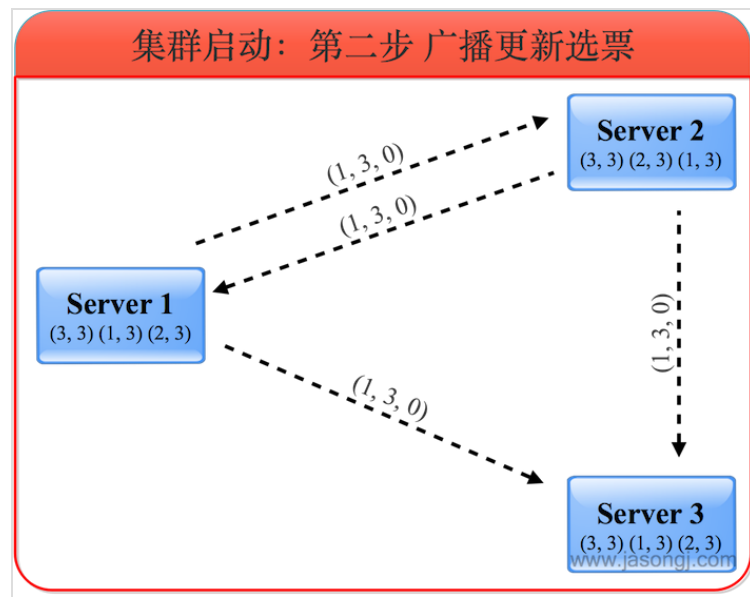 集群启动：第二步 广播更新选票
Server 2
(3, 3) (2, 3) (1, 3)
(1, 3, 0)
(1, 3, 0)
Server 1
(3, 3) (1, 3) (2, 3)
(1, 3, 0)
(1, 3, 0)
Server 3
(3, 3) (1, 3) (2, 3)
www.jasongj.com